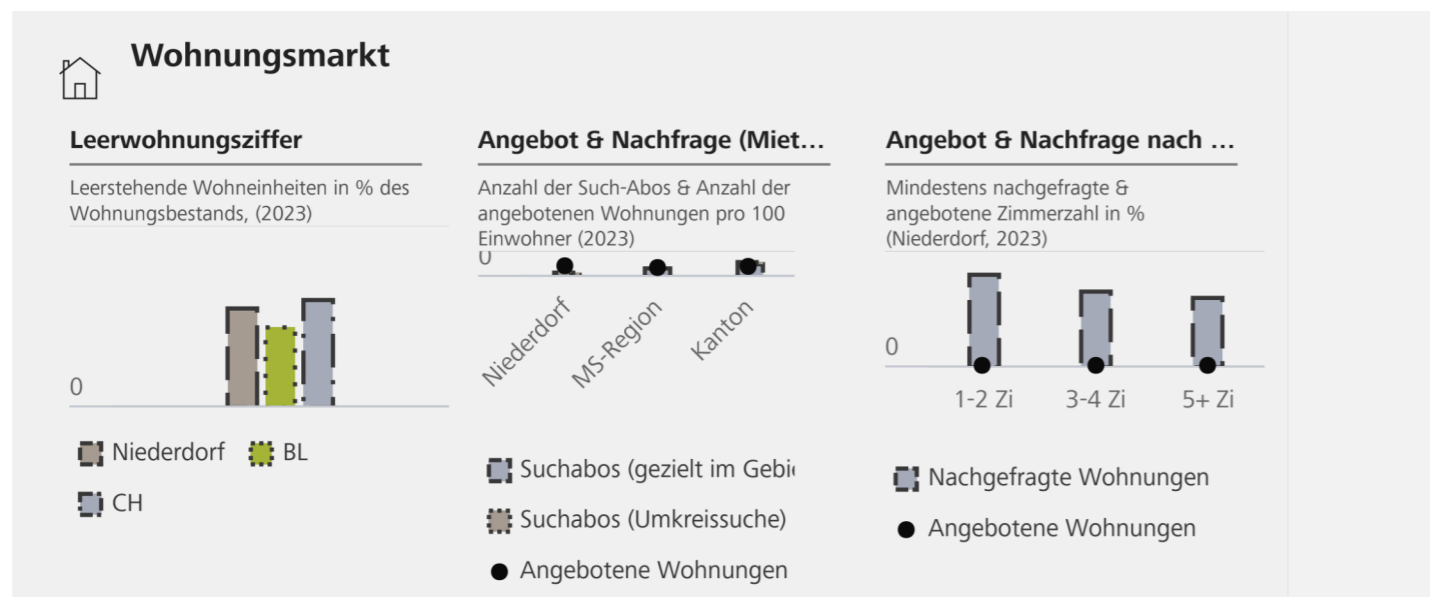 Wohnungsmarkt
Leerwohnungsziffer
Leerstehende Wohneinheiten in % des
Wohnungsbestands, (2023)
0
Niederdorf
BL
CH
Angebot & Nachfrage (Miet...
Anzahl der Such-Abos & Anzahl der
angebotenen Wohnungen pro 100
Einwohner (2023)
0
Niederdorf
MS-Region
Kanton
Suchabos (gezielt im Gebi
Suchabos (Umkreissuche)
Angebotene Wohnungen
Angebot & Nachfrage nach ...
Mindestens nachgefragte &
angebotene Zimmerzahl in %
(Niederdorf, 2023)
0
1-2 Zi
3-4 Zi
5+ Zi
Nachgefragte Wohnungen
Angebotene Wohnungen